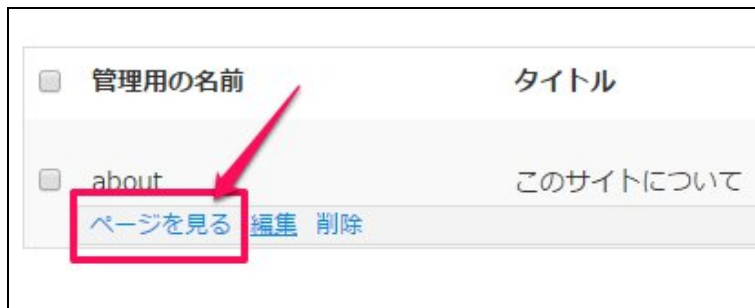 管理用の名前 タイトル
about このサイトについて
ページを見る 編集 削除